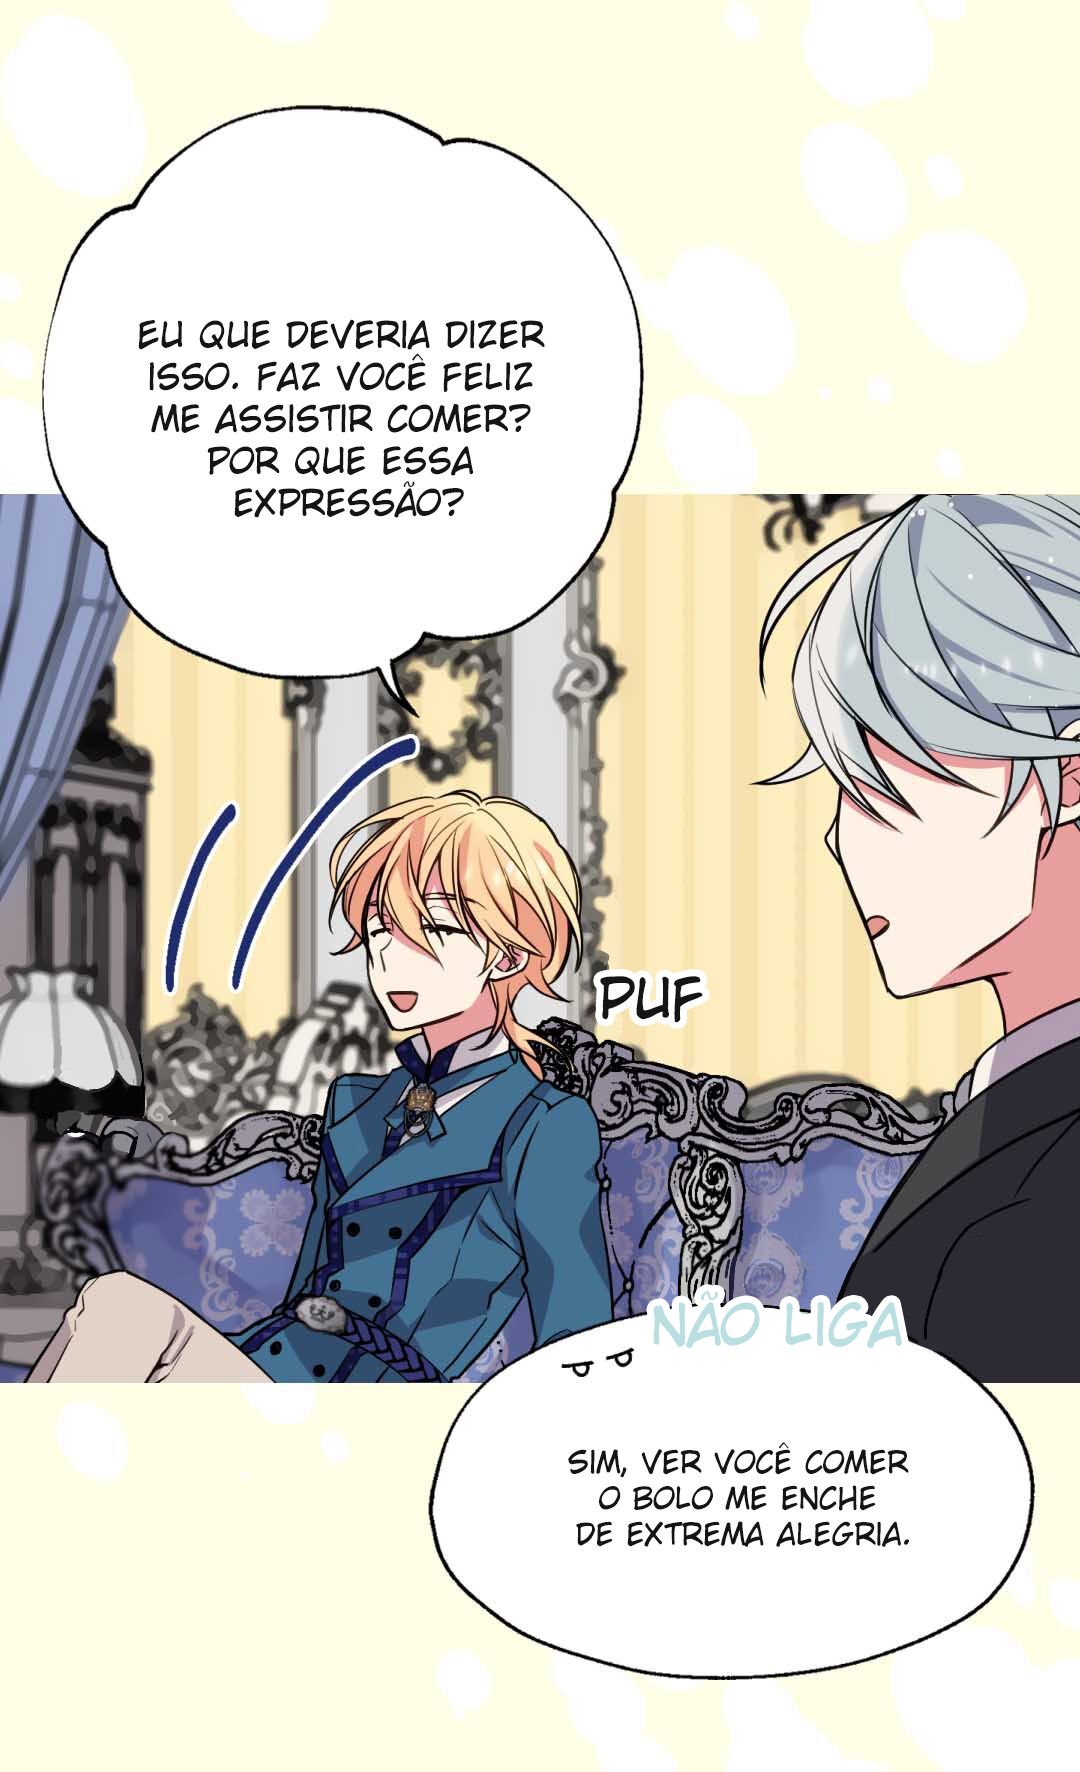 EU QUE DEVERIA DIZER
ISSO. FAZ VOCÊ FELIZ
ME ASSISTIR COMER?
POR QUE ESSA
EXPRESSÃO?
PUF
NÃO LIGA
SIM, VER VOCÊ COMER
O BOLO ME ENCHE
DE EXTREMA ALEGRIA.